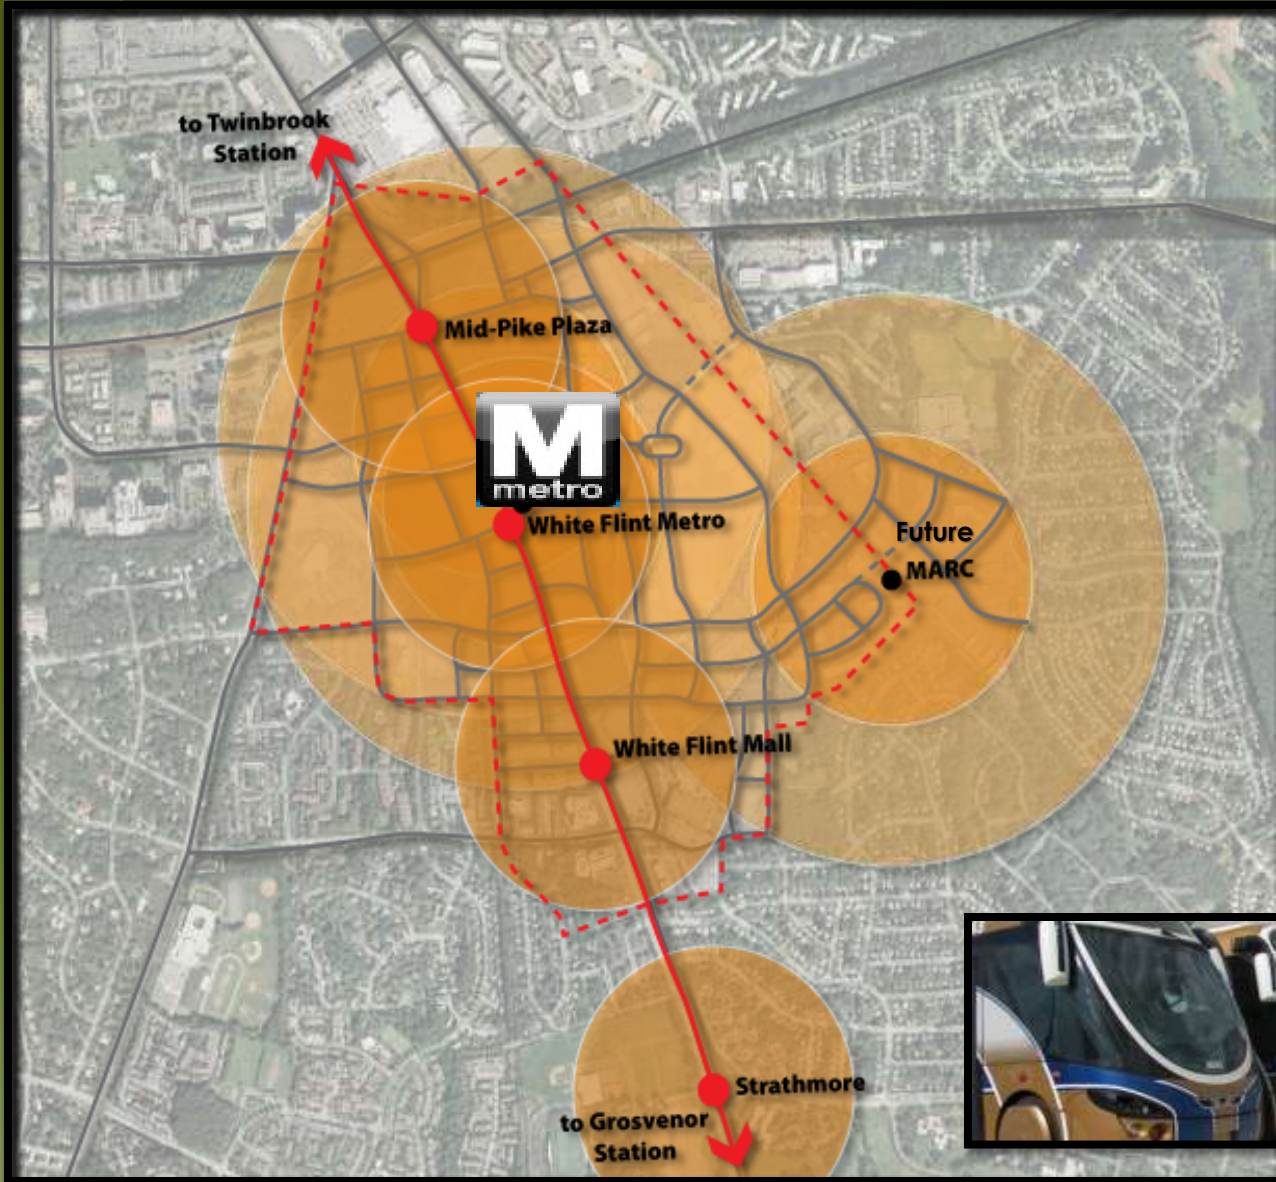 to Twinbrook
Station
Mid-Pike Plaza
M
metro
White Flint Metro
Future
MARC
White Flint Mall
Strathmore
to Grosvenor
Station